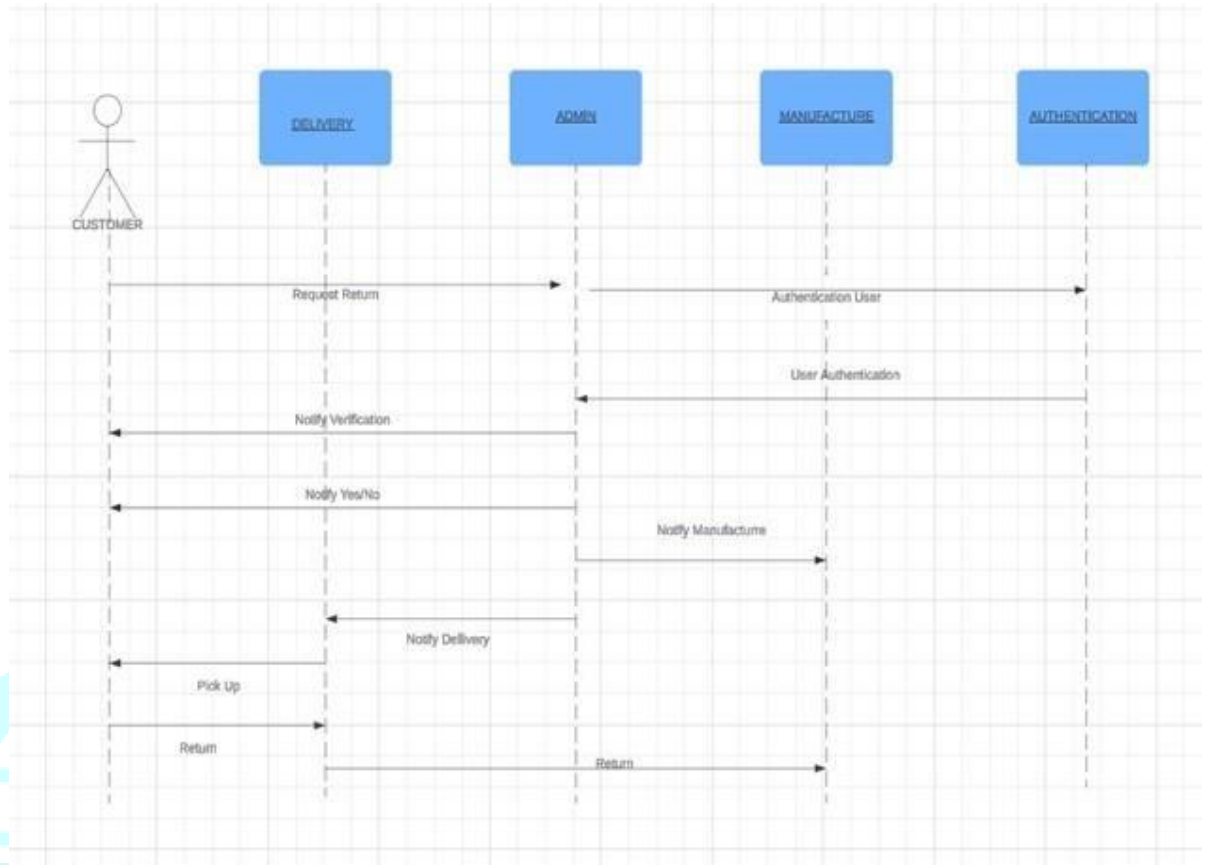 DELIVERY
ADMIN
MANUFACTURE
AUTHENTICATION
CUSTOMER
Request Return
Authentication User
User Authentication
Notify Verification
Notify Yes/No
Notify Manufacturre
Notify Dellivery
Pick Up
Return
Return